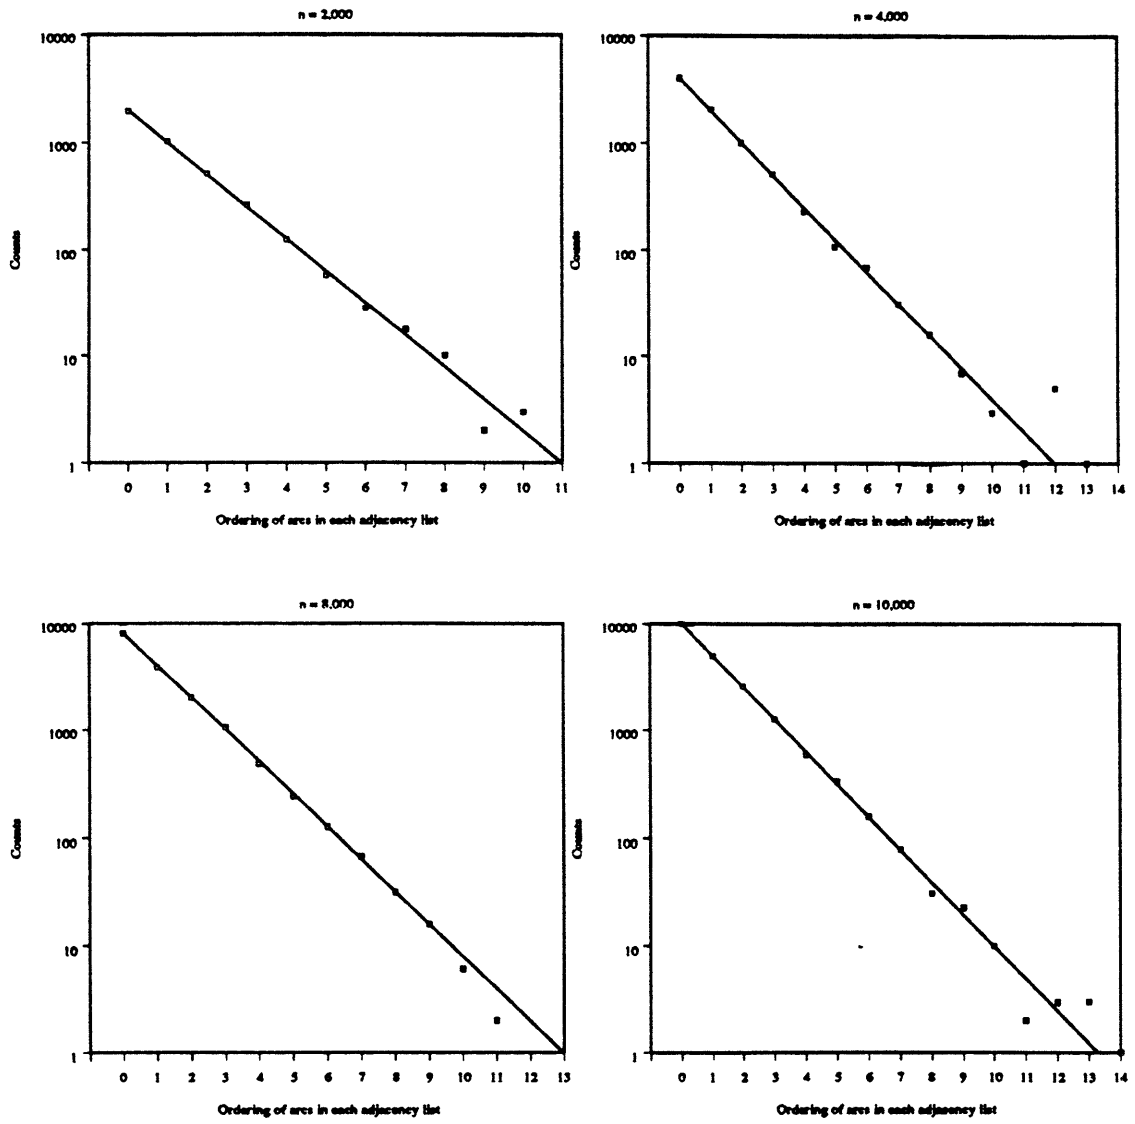 n = 2,000
10000
1000
100
10
1
Counts
0 1 2 3 4 5 6 7 8 9 10 11
Ordering of arcs in each adjacency list
n = 4,000
10000
1000
100
10
1
Counts
0 1 2 3 4 5 6 7 8 9 10 11 12 13 14
Ordering of arcs in each adjacency list
n = 8,000
10000
1000
100
10
1
Counts
0 1 2 3 4 5 6 7 8 9 10 11 12 13
Ordering of arcs in each adjacency list
n = 10,000
10000
1000
100
10
1
Counts
0 1 2 3 4 5 6 7 8 9 10 11 12 13 14
Ordering of arcs in each adjacency list